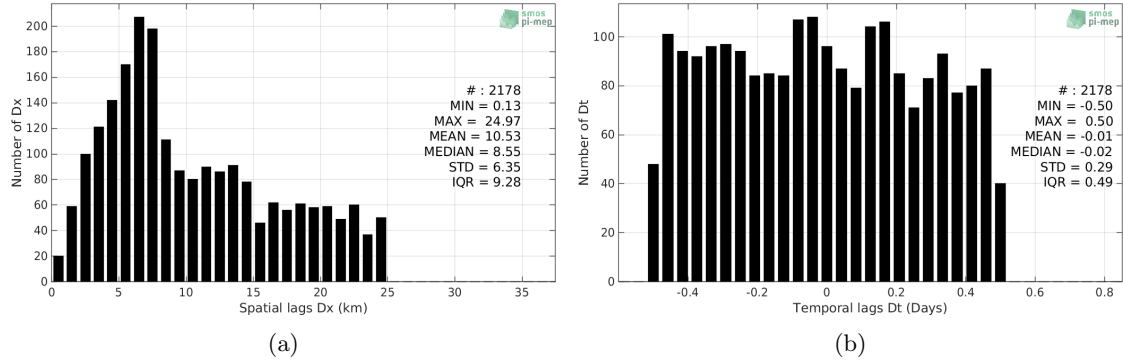 smos
pi-mep
200
180
160
140
120
100
80
60
40
20
0
Number of Dx
# : 2178
MIN = 0.13
MAX = 24.97
MEAN = 10.53
MEDIAN = 8.55
STD = 6.35
IQR = 9.28
0 5 10 15 20 25 30 35
Spatial lags Dx (km)
(a)
smos
pi-mep
100
80
60
40
20
0
Number of Dt
# : 2178
MIN = -0.50
MAX = 0.50
MEAN = -0.01
MEDIAN = -0.02
STD = 0.29
IQR = 0.49
-0.4 -0.2 0 0.2 0.4 0.6 0.8
Temporal lags Dt (Days)
(b)